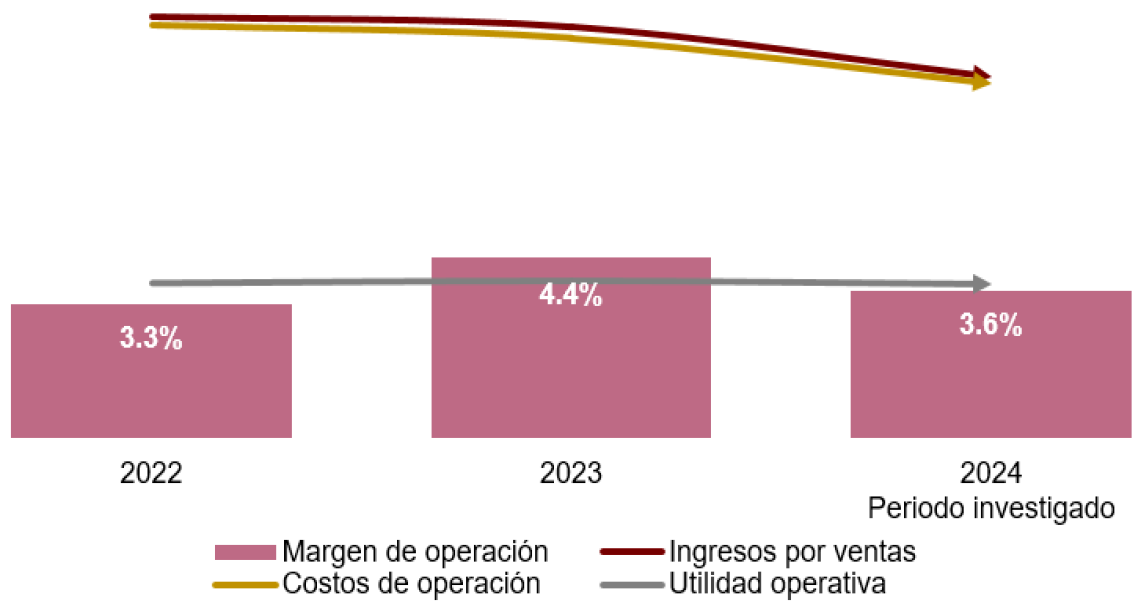 3.3%
4.4%
3.6%
2022
2023
2024
Periodo investigado
Margen de operación
Ingresos por ventas
Costos de operación
Utilidad operativa